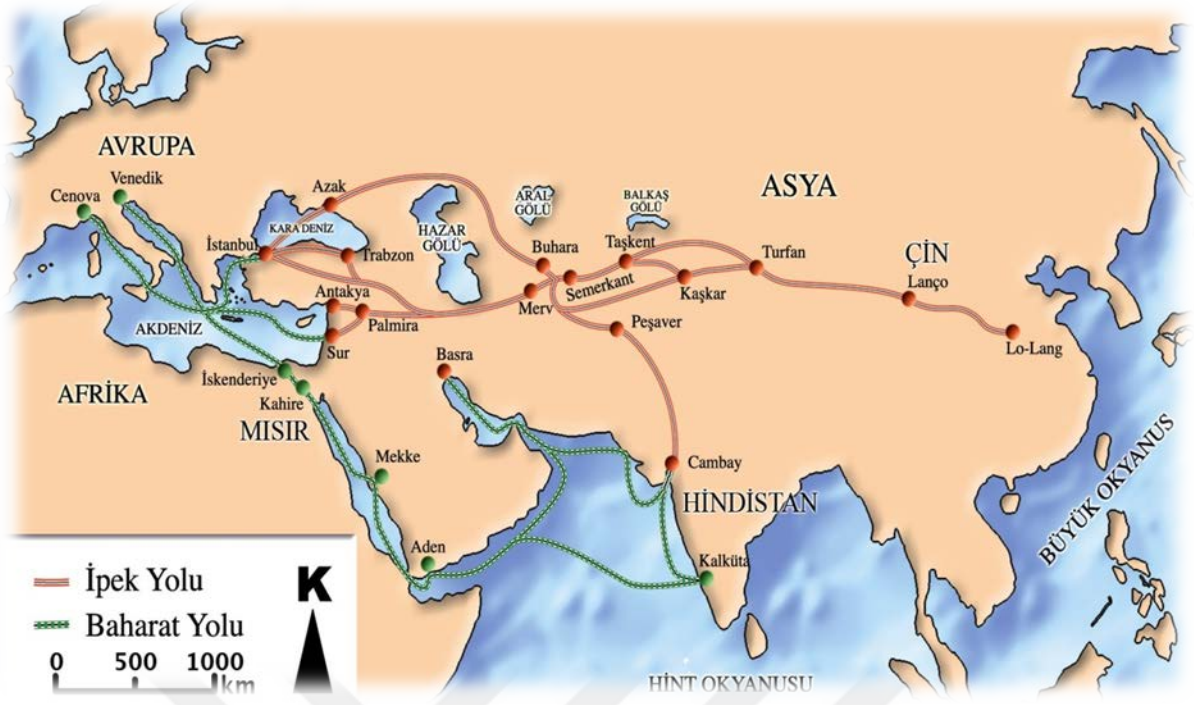 AVRUPA
Venedik
Cenova
Azak
ASYA
ARAL
GÖLÜ
BALKAŞ
GÖLÜ
KARA DENİZ
HAZAR
GÖLÜ
İstanbul
Trabzon
Buhara
Taşkent
Turfan
ÇİN
Lanço
Semerkant
Kaşkar
Antakya
Merv
AKDENİZ
Palmira
Peşaver
Sur
Lo-Lang
Basra
İskenderiye
AFRİKA
Kahire
MISIR
Mekke
Cambay
HİNDİSTAN
BÜYÜK OKYANUS
Aden
Kalküta
İpek Yolu
K
Baharat Yolu
0 500 1000
km
HİNT OKYANUSU